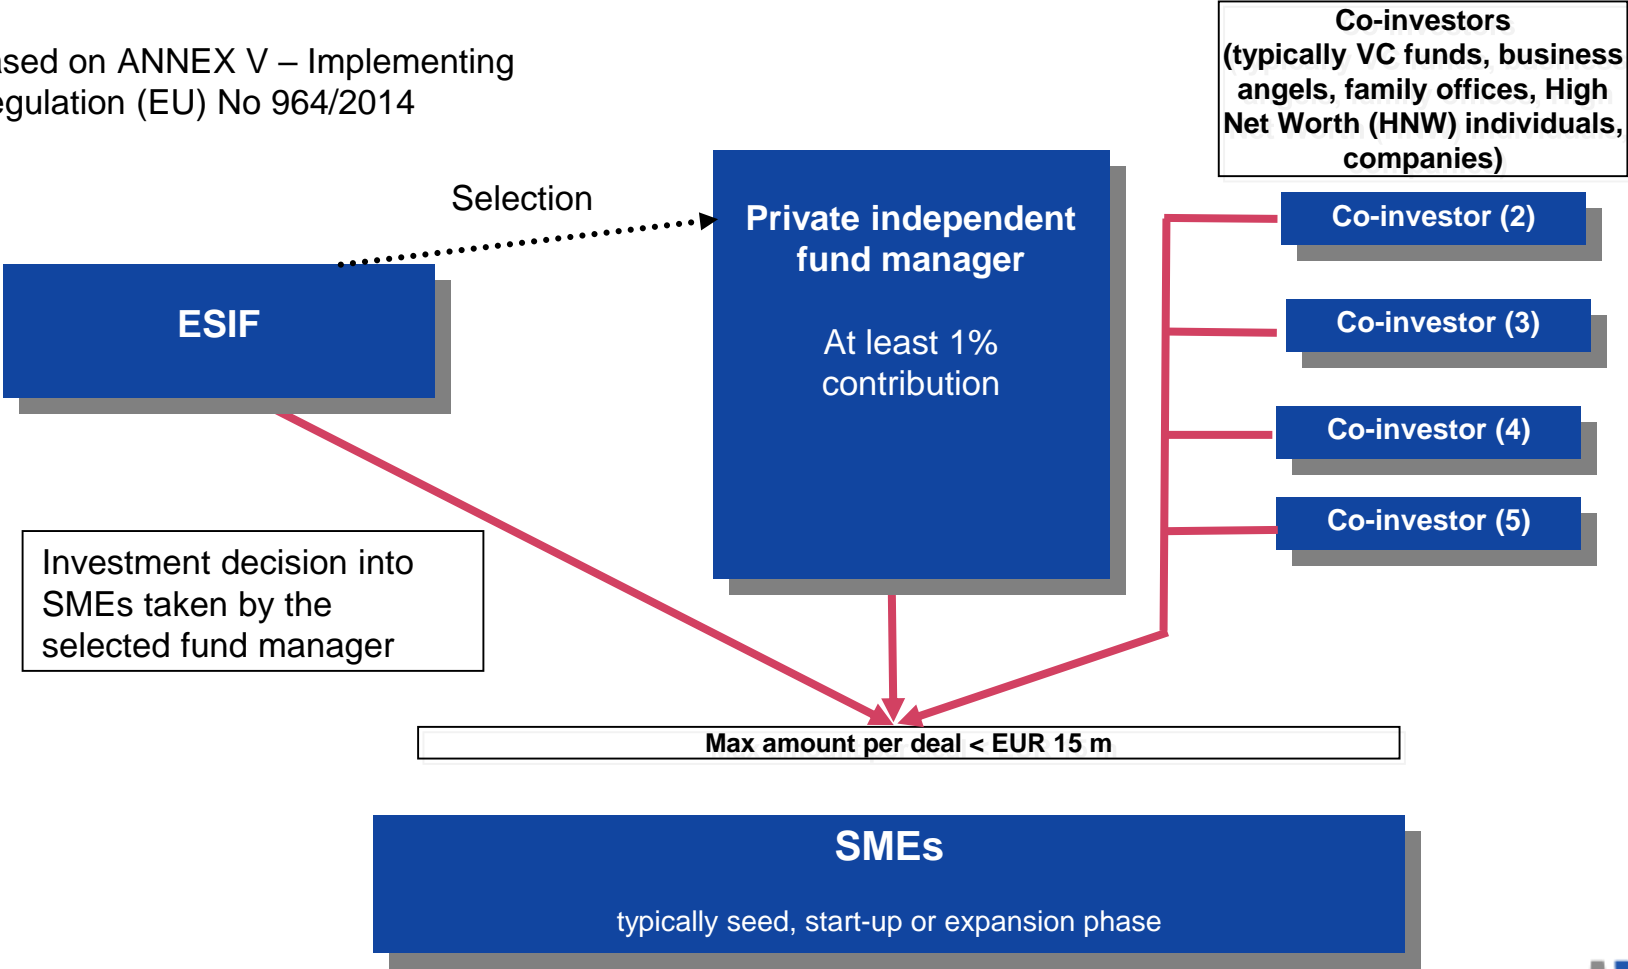 ased on ANNEX V – Implementing
egulation (EU) No 964/2014
Co-investors
(typically VC funds, business
angels, family offices, High
Net Worth (HNW) individuals,
companies)
Selection
Private independent
fund manager
At least 1%
contribution
Co-investor (2)
ESIF
Co-investor (3)
Co-investor (4)
Co-investor (5)
Investment decision into
SMEs taken by the
selected fund manager
Max amount per deal < EUR 15 m
SMEs
typically seed, start-up or expansion phase